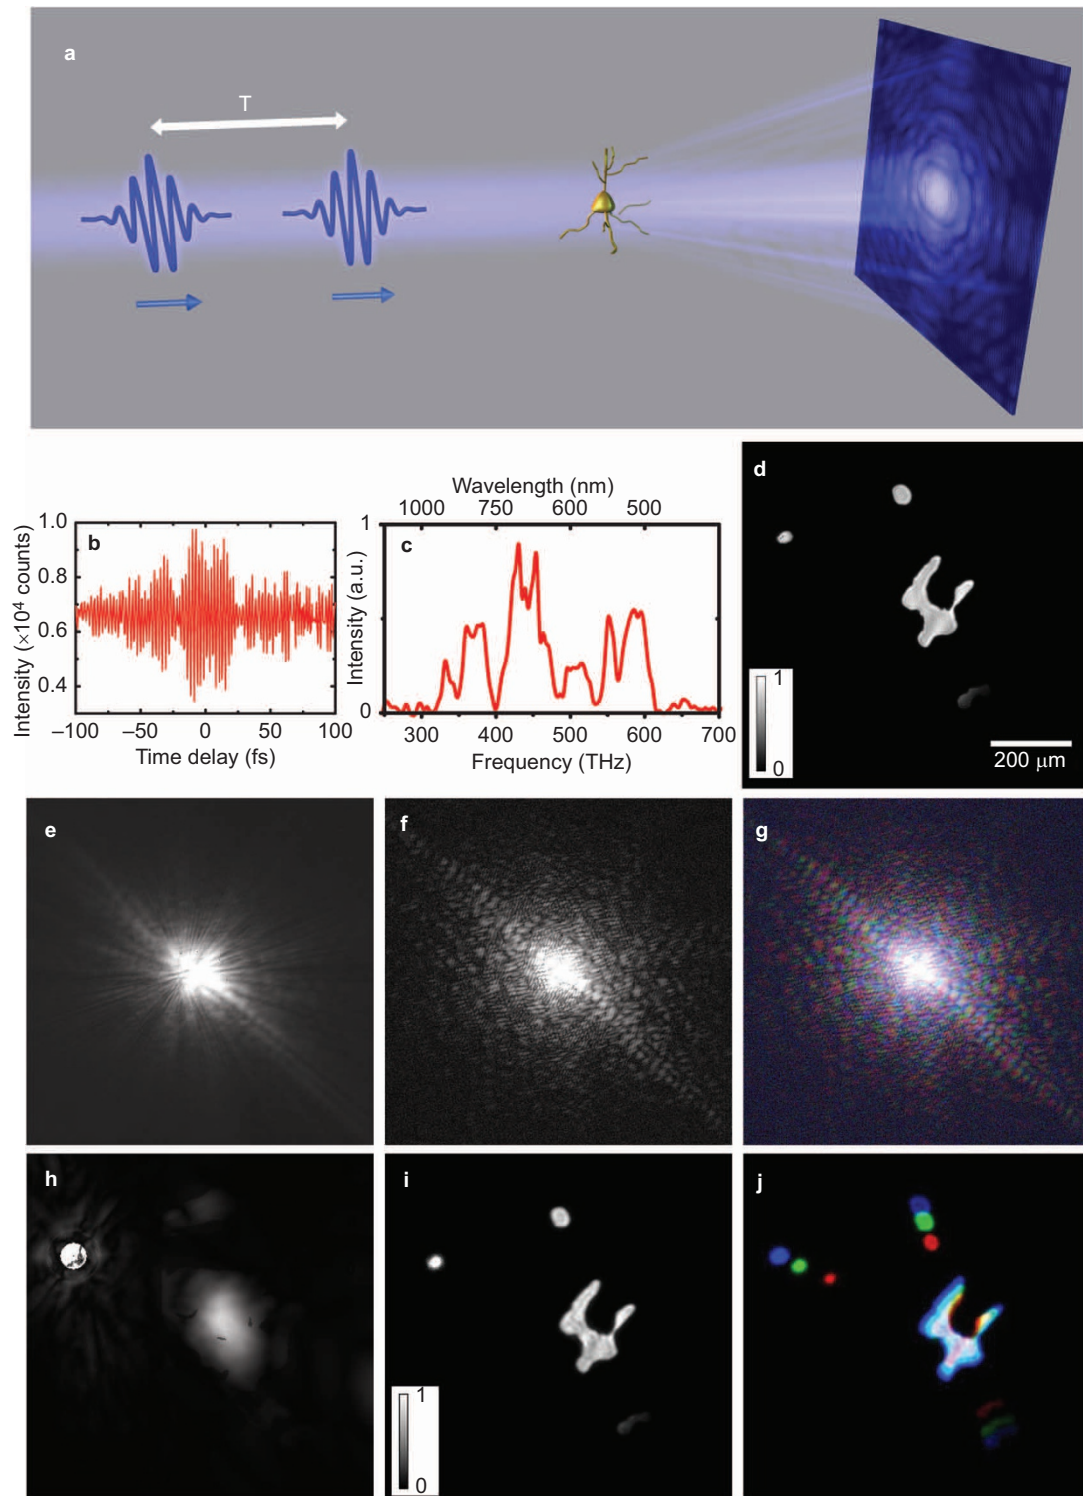 a
T
Wavelength (nm)
1000 750 600 500
b
1.0
0.8
0.6
0.4
Intensity (×10⁴ counts)
–100 –50 0 50 100
Time delay (fs)
c
1
0
Intensity (a.u.)
300 400 500 600 700
Frequency (THz)
d
1
0
200 μm
e
f
g
h
i
1
0
j